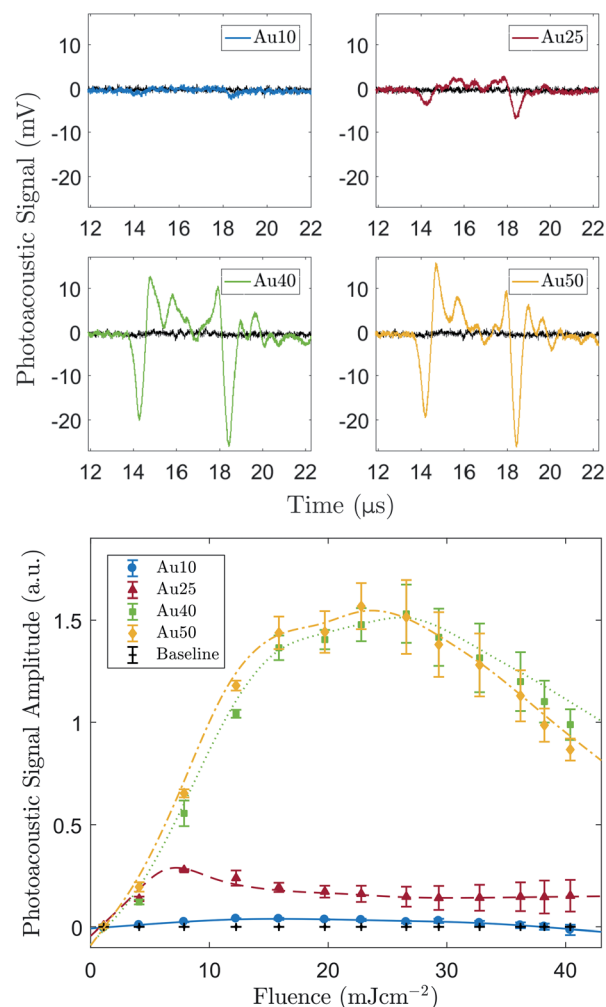 Photoacoustic Signal (mV)
10
0
-10
-20
Au10
12 14 16 18 20 22
10
0
-10
-20
Au25
12 14 16 18 20 22
10
0
-10
-20
Au40
12 14 16 18 20 22
10
0
-10
-20
Au50
12 14 16 18 20 22
Time (μs)
Photoacoustic Signal Amplitude (a.u.)
1.5
1
0.5
0
Au10
Au25
Au40
Au50
Baseline
0 10 20 30 40
Fluence (mJcm⁻²)